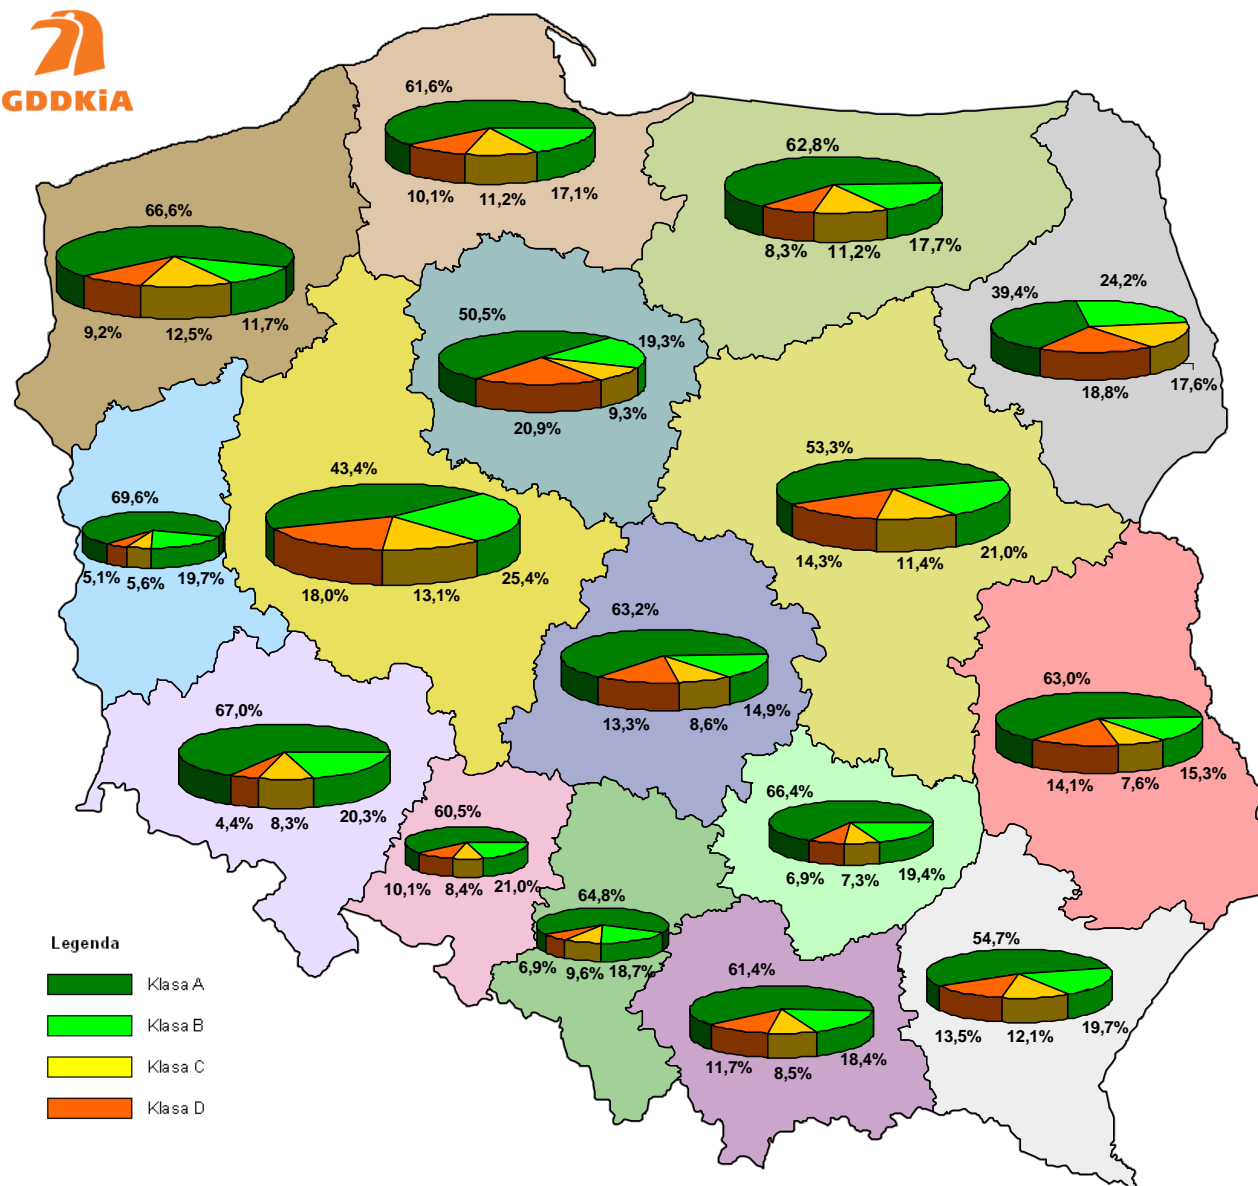 GDDKiA
61,6%
10,1% 11,2% 17,1%
62,8%
8,3% 11,2% 17,7%
66,6%
9,2% 12,5% 11,7%
39,4% 24,2%
18,8% 17,6%
50,5% 19,3%
20,9% 9,3%
53,3%
14,3% 11,4% 21,0%
43,4%
18,0% 13,1% 25,4%
69,6%
5,1% 5,6% 19,7%
63,2%
13,3% 8,6% 14,9%
63,0%
14,1% 7,6% 15,3%
67,0%
4,4% 8,3% 20,3%
66,4%
6,9% 7,3% 19,4%
60,5%
10,1% 8,4% 21,0%
64,8%
6,9% 9,6% 18,7%
61,4%
11,7% 8,5% 18,4%
54,7%
13,5% 12,1% 19,7%
Legenda
Klasa A
Klasa B
Klasa C
Klasa D